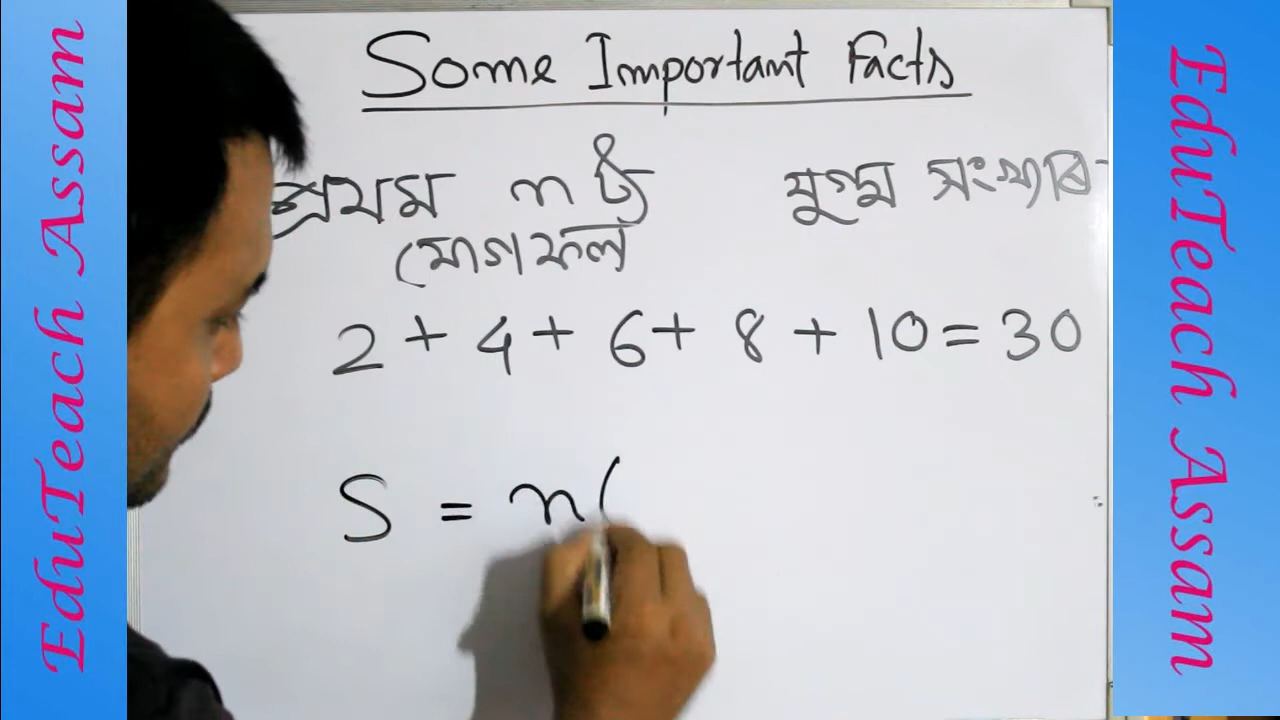 EduTeach Assam
Some Important Facts
প্ৰথম n টা যুগ্ম সংখ্যাৰ
যোগফল
2 + 4 + 6 + 8 + 10 = 30
S = n(
EduTeach Assam